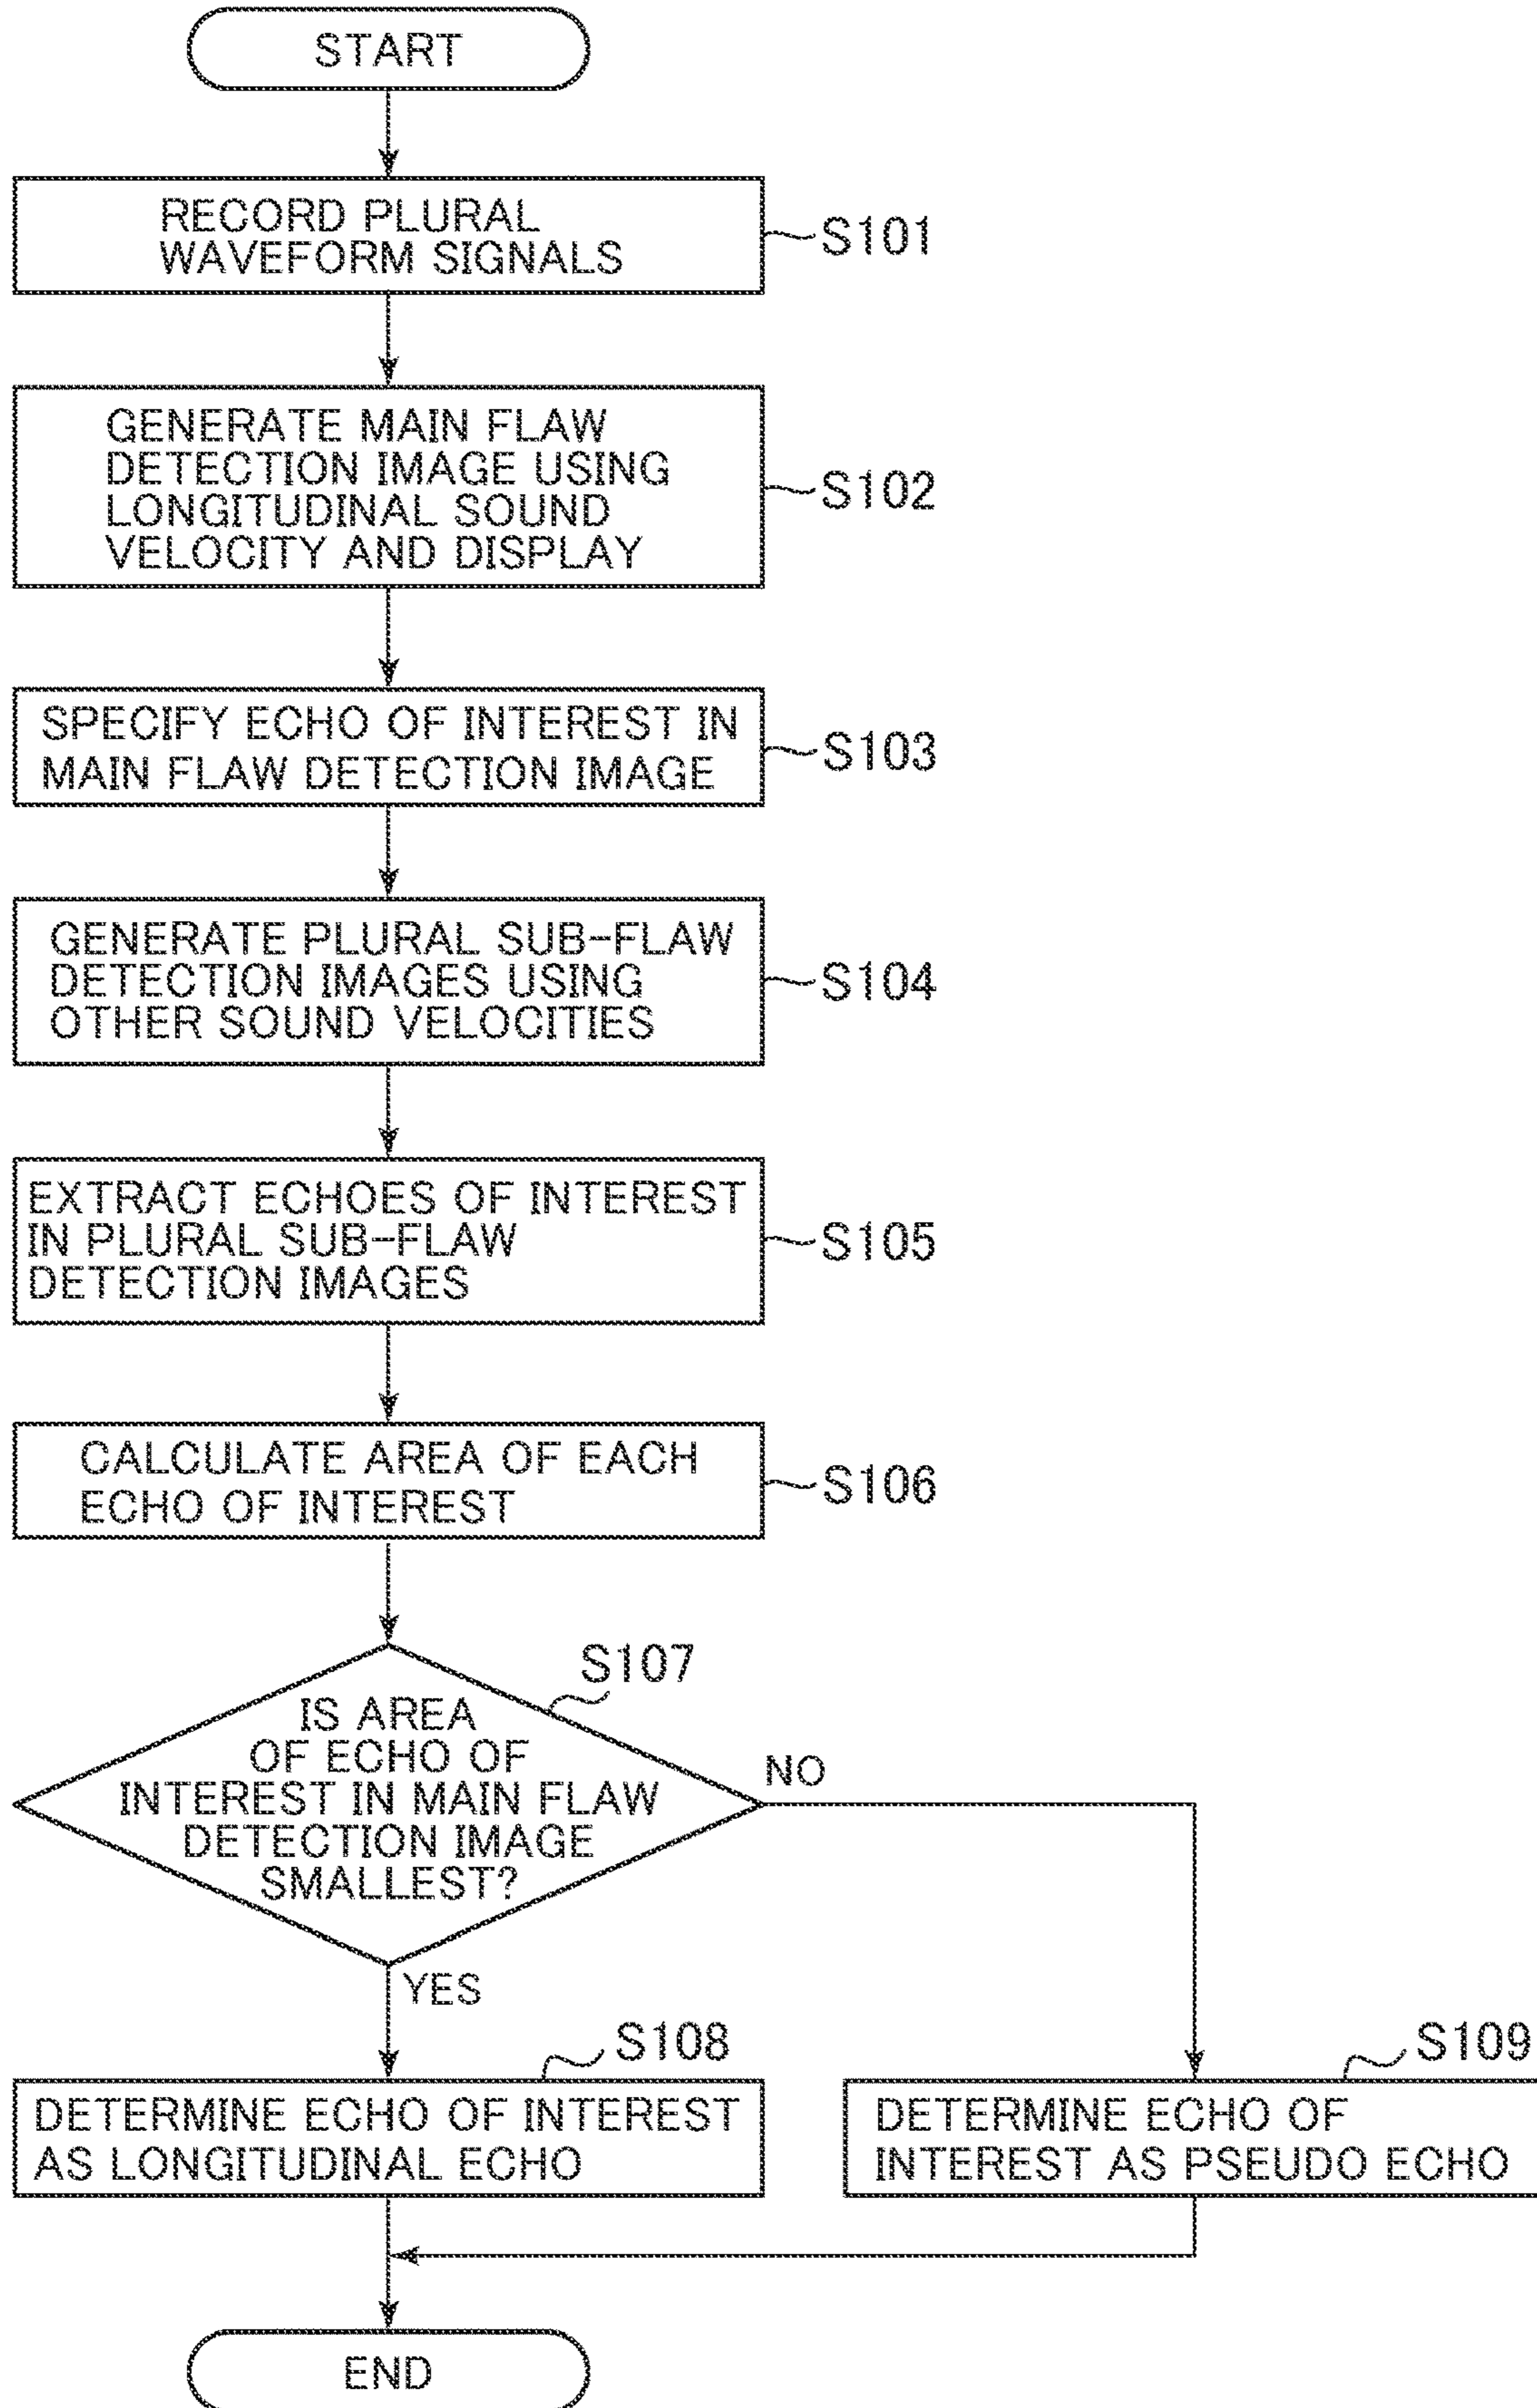 START
RECORD PLURAL
WAVEFORM SIGNALS
S101
GENERATE MAIN FLAW
DETECTION IMAGE USING
LONGITUDINAL SOUND
VELOCITY AND DISPLAY
S102
SPECIFY ECHO OF INTEREST IN
MAIN FLAW DETECTION IMAGE
S103
GENERATE PLURAL SUB-FLAW
DETECTION IMAGES USING
OTHER SOUND VELOCITIES
S104
EXTRACT ECHOES OF INTEREST
IN PLURAL SUB-FLAW
DETECTION IMAGES
S105
CALCULATE AREA OF EACH
ECHO OF INTEREST
S106
S107
IS AREA
OF ECHO OF
INTEREST IN MAIN FLAW
DETECTION IMAGE
SMALLEST?
NO
YES
S108
DETERMINE ECHO OF INTEREST
AS LONGITUDINAL ECHO
S109
DETERMINE ECHO OF
INTEREST AS PSEUDO ECHO
END